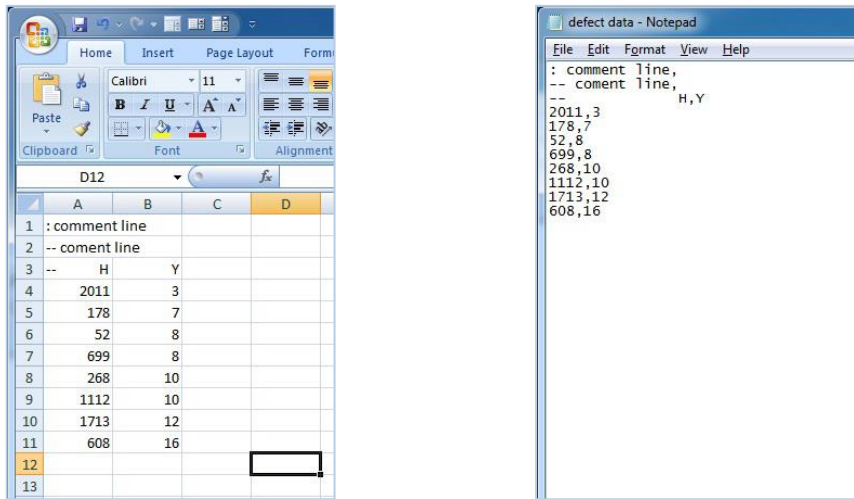 Home Insert Page Layout
Calibri 11
Paste B I U A A
A
Clipboard Font Alignment
D12 fx
A B C D
1 : comment line
2 -- coment line
3 -- H Y
4 2011 3
5 178 7
6 52 8
7 699 8
8 268 10
9 1112 10
10 1713 12
11 608 16
12
13
defect data - Notepad
File Edit Format View Help
: comment line,
-- coment line,
-- H,Y
2011,3
178,7
52,8
699,8
268,10
1112,10
1713,12
608,16